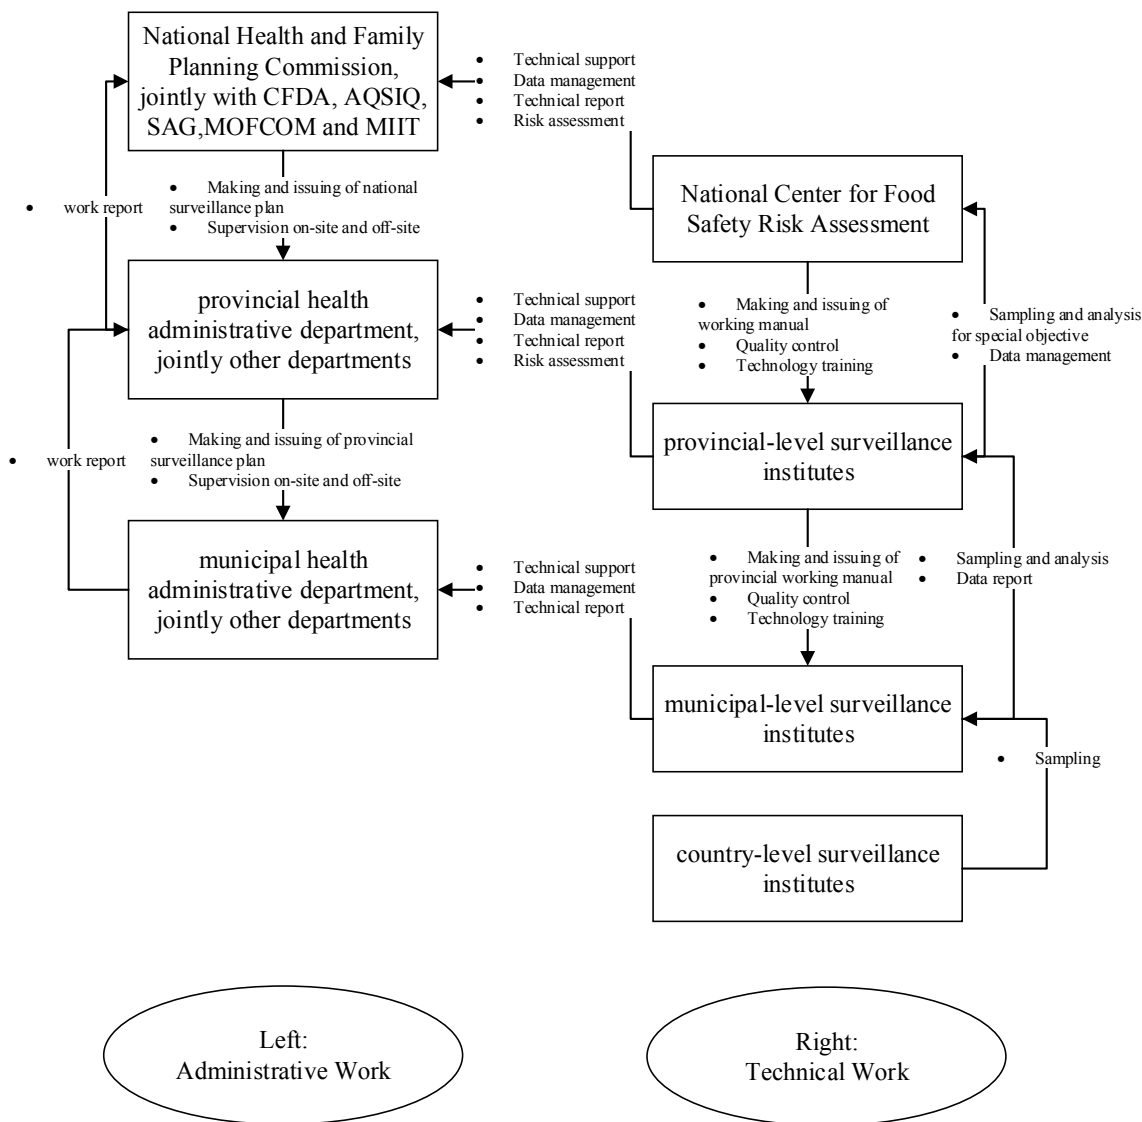 National Health and Family
Planning Commission,
jointly with CFDA, AQSIQ,
SAG,MOFCOM and MIIT
• Technical support
• Data management
• Technical report
• Risk assessment
National Center for Food
Safety Risk Assessment
• work report
• Making and issuing of national
surveillance plan
• Supervision on-site and off-site
provincial health
administrative department,
jointly other departments
• Technical support
• Data management
• Technical report
• Risk assessment
• Making and issuing of
working manual
• Quality control
• Technology training
• Sampling and analysis
for special objective
• Data management
provincial-level surveillance
institutes
• work report
• Making and issuing of provincial
surveillance plan
• Supervision on-site and off-site
municipal health
administrative department,
jointly other departments
• Technical support
• Data management
• Technical report
• Making and issuing of
provincial working manual
• Quality control
• Technology training
• Sampling and analysis
• Data report
municipal-level surveillance
institutes
• Sampling
country-level surveillance
institutes
Left:
Administrative Work
Right:
Technical Work